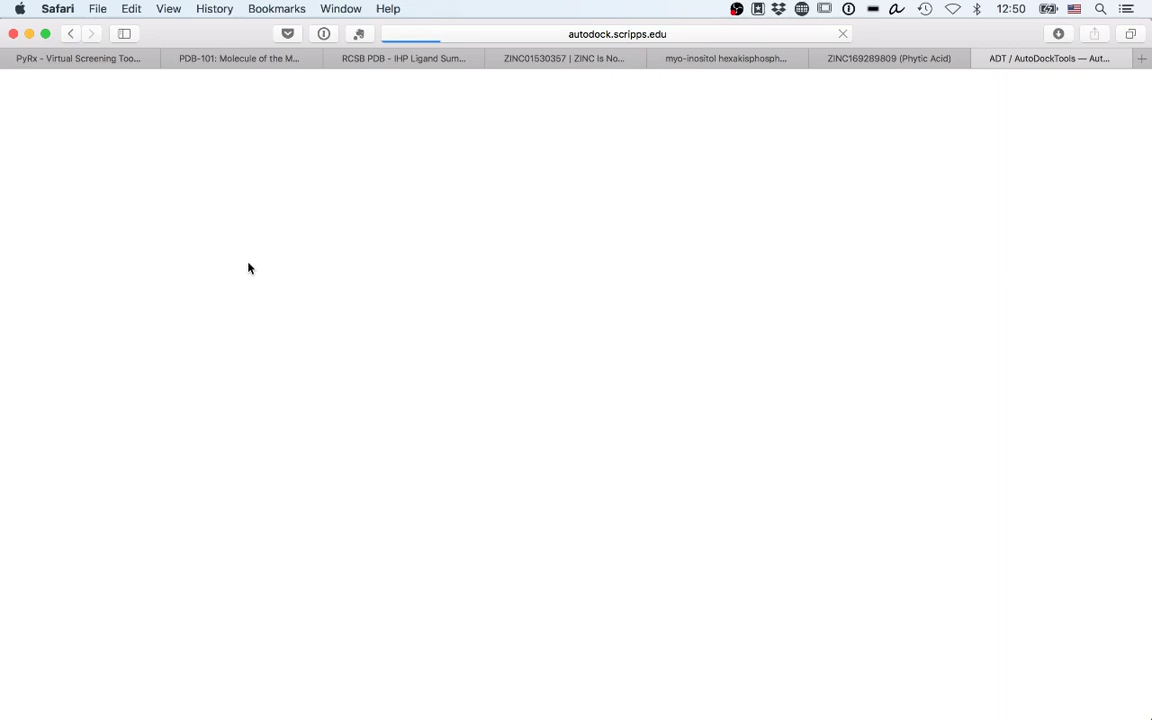 Safari File Edit View History Bookmarks Window Help 12:50
autodock.scripps.edu
PyRx - Virtual Screening Too... PDB-101: Molecule of the M... RCSB PDB - IHP Ligand Sum... ZINC01530357 | ZINC Is No... myo-inositol hexakisphosph... ZINC169289809 (Phytic Acid) ADT / AutoDockTools — Aut...